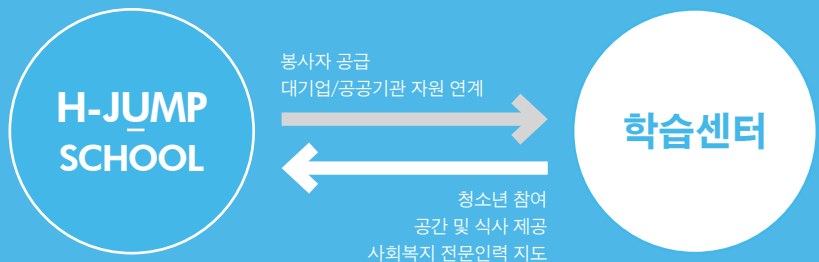 H-JUMP
SCHOOL
봉사자 공급
대기업/공공기관 자원 연계
학습센터
청소년 참여
공간 및 식사 제공
사회복지 전문인력 지도